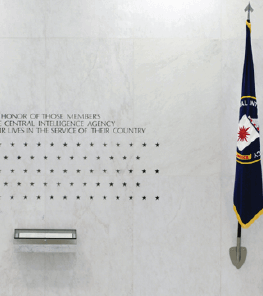 HONOR OF THOSE MEMBERS
CENTRAL INTELLIGENCE AGENCY
LIVES IN THE SERVICE OF THEIR COUNTRY